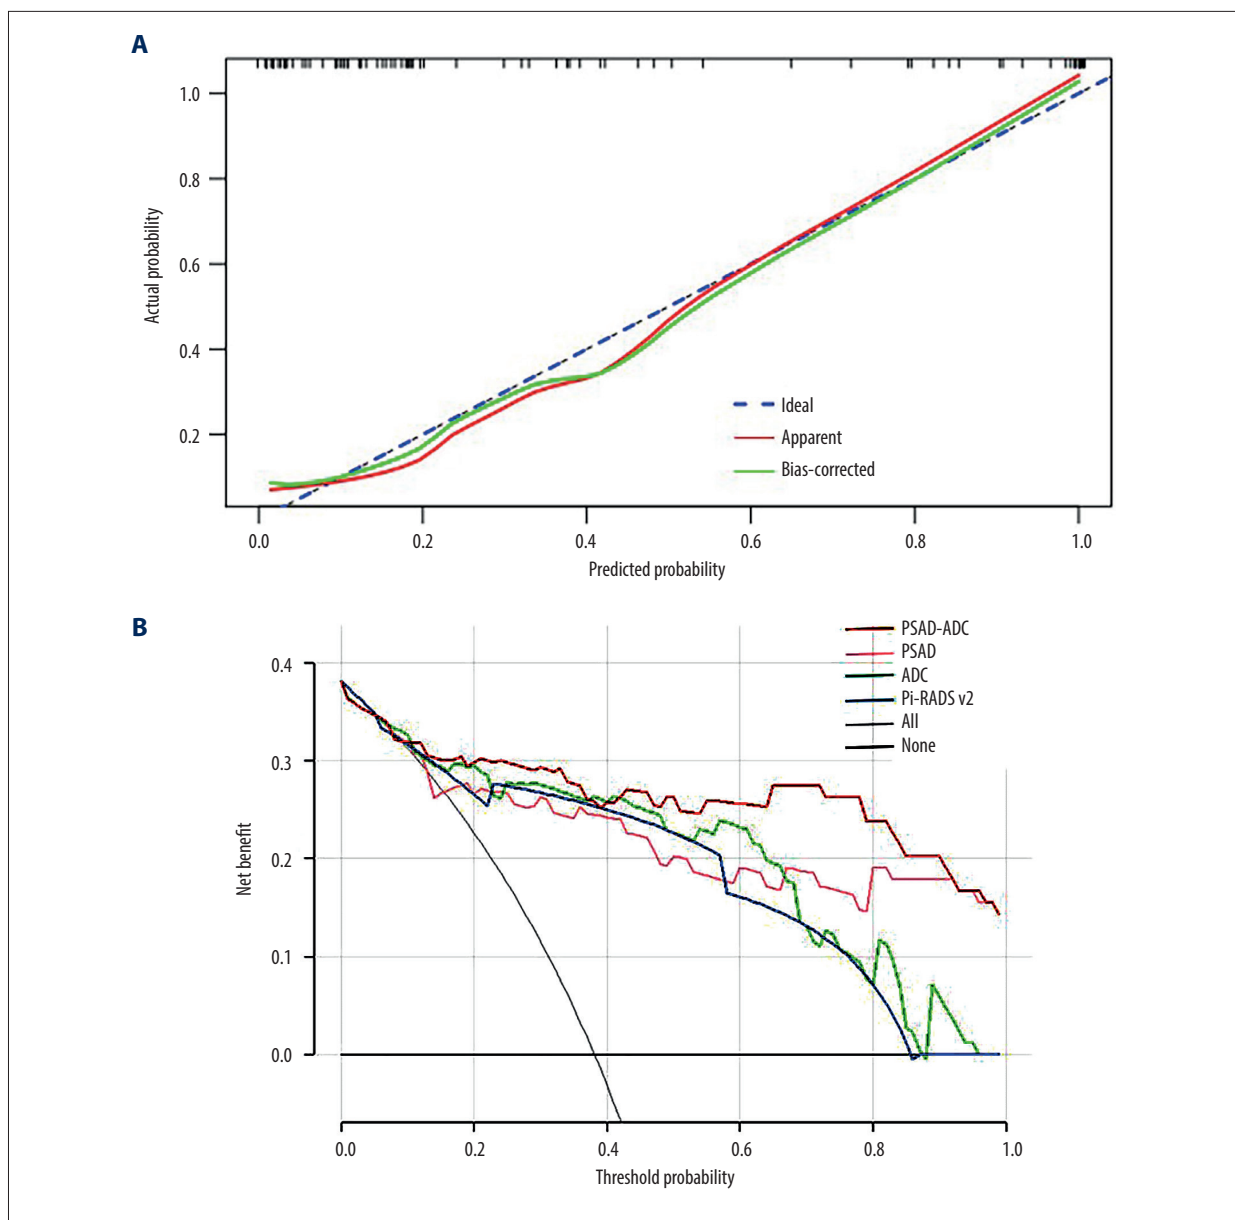 A
1.0
0.8
0.6
0.4
0.2
Actual probability
Ideal
Apparent
Bias-corrected
0.0 0.2 0.4 0.6 0.8 1.0
Predicted probability
B
PSAD-ADC
PSAD
ADC
Pi-RADS v2
All
None
0.4
0.3
0.2
0.1
0.0
Net benefit
0.0 0.2 0.4 0.6 0.8 1.0
Threshold probability